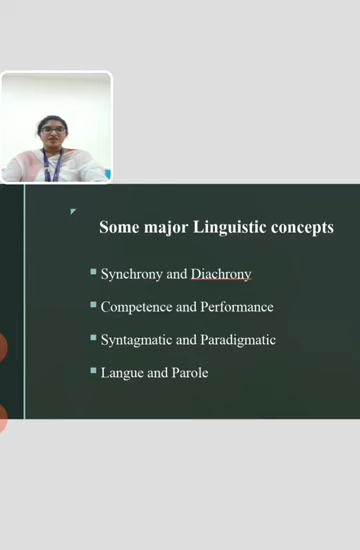 Some major Linguistic concepts
Synchrony and Diachrony
Competence and Performance
Syntagmatic and Paradigmatic
Langue and Parole